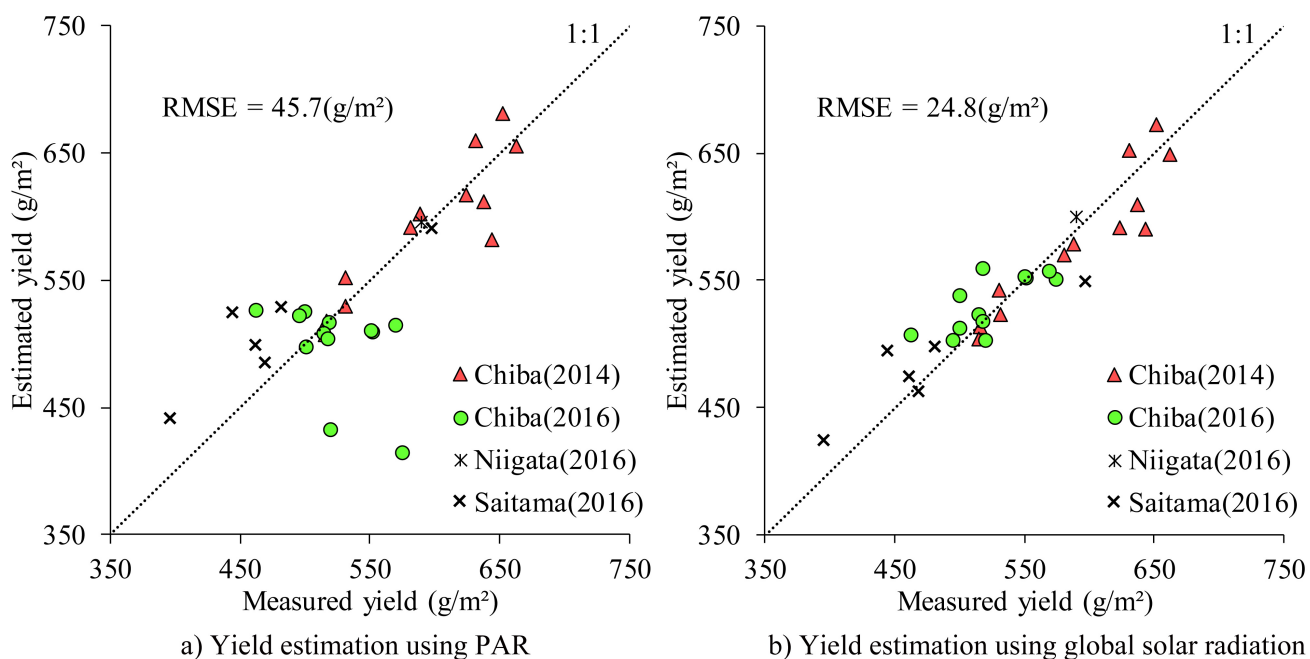 750
650
550
450
350
350
450
550
650
750
1:1
RMSE = 45.7(g/m²)
Estimated yield (g/m²)
Measured yield (g/m²)
Chiba(2014)
Chiba(2016)
Niigata(2016)
Saitama(2016)
a) Yield estimation using PAR
750
650
550
450
350
350
450
550
650
750
1:1
RMSE = 24.8(g/m²)
Estimated yield (g/m²)
Measured yield (g/m²)
Chiba(2014)
Chiba(2016)
Niigata(2016)
Saitama(2016)
b) Yield estimation using global solar radiation